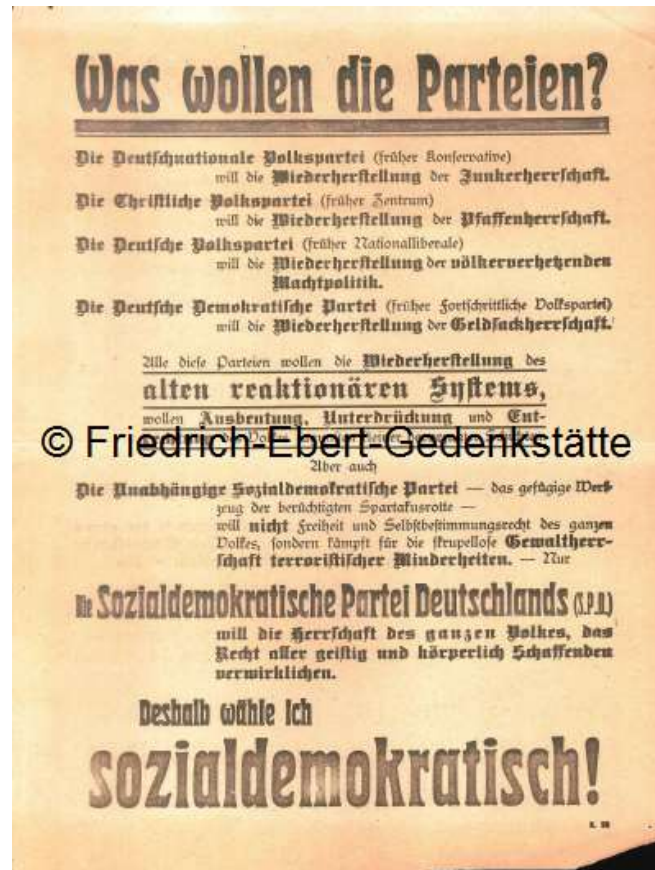 Was wollen die Parteien?
Die Deutschnationale Volkspartei (früher Konservative)
will die Wiederherstellung der Junkerherrschaft.
Die Christliche Volkspartei (früher Zentrum)
will die Wiederherstellung der Pfaffenherrschaft.
Die Deutsche Volkspartei (früher Nationalliberale)
will die Wiederherstellung der völkerverhetzenden
Machtpolitik.
Die Deutsche Demokratische Partei (früher Fortschrittliche Volkspartei)
will die Wiederherstellung der Geldsackherrschaft.
Alle diese Parteien wollen die Wiederherstellung des
alten reaktionären Systems,
wollen Ausbeutung, Unterdrückung und Ent-
© Friedrich-Ebert-Gedenkstätte
Aber auch
Die Unabhängige Sozialdemokratische Partei — das gefügige Werk-
zeug der berüchtigten Spartakusrotte —
will nicht Freiheit und Selbstbestimmungsrecht des ganzen
Volkes, sondern kämpft für die skrupellose Gewaltherr-
schaft terroristischer Minderheiten. — Nur
Die Sozialdemokratische Partei Deutschlands (S.P.D.)
will die Herrschaft des ganzen Volkes, das
Recht aller geistig und körperlich Schaffenden
verwirklichen.
Deshalb wähle ich
sozialdemokratisch!